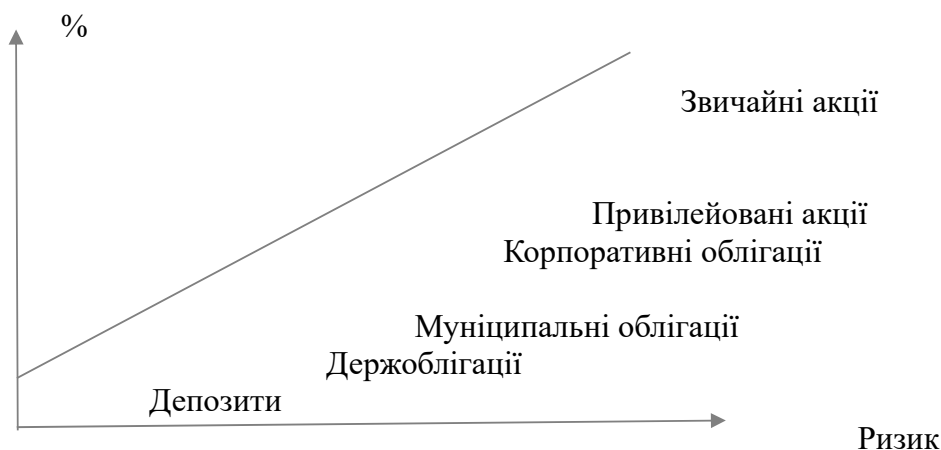 %
Звичайні акції
Привілейовані акції
Корпоративні облігації
Муніципальні облігації
Держоблігації
Депозити
Ризик